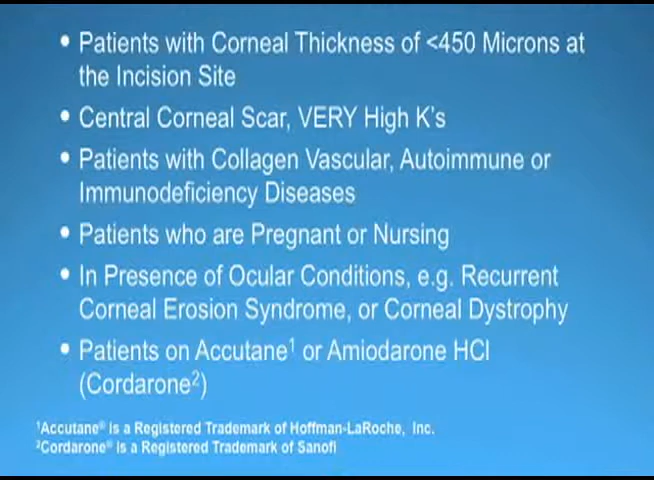 • Patients with Corneal Thickness of <450 Microns at
the Incision Site
• Central Corneal Scar, VERY High K's
• Patients with Collagen Vascular, Autoimmune or
Immunodeficiency Diseases
• Patients who are Pregnant or Nursing
• In Presence of Ocular Conditions, e.g. Recurrent
Corneal Erosion Syndrome, or Corneal Dystrophy
• Patients on Accutane¹ or Amiodarone HCl
(Cordarone²)
¹Accutane® is a Registered Trademark of Hoffman-LaRoche, Inc.
²Cordarone® is a Registered Trademark of Sanofi